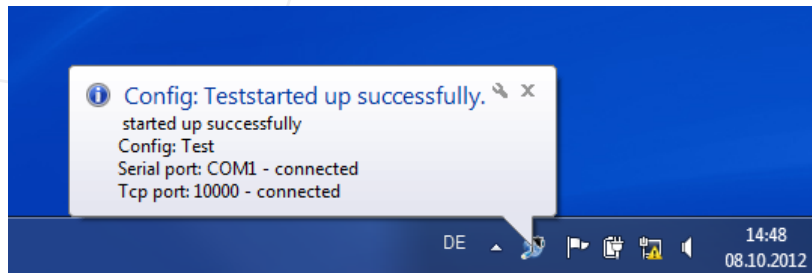 Config: Teststarted up successfully.
started up successfully
Config: Test
Serial port: COM1 - connected
Tcp port: 10000 - connected
DE
14:48
08.10.2012